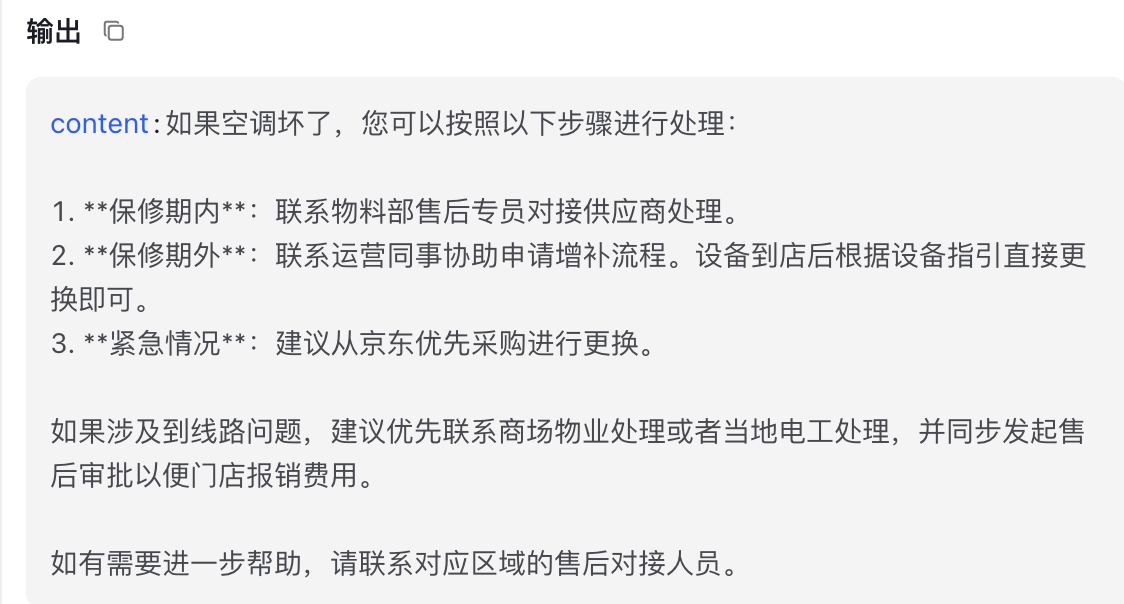 输出
content:如果空调坏了，您可以按照以下步骤进行处理：
1. **保修期内**：联系物料部售后专员对接供应商处理。
2. **保修期外**：联系运营同事协助申请增补流程。设备到店后根据设备指引直接更
换即可。
3. **紧急情况**：建议从京东优先采购进行更换。
如果涉及到线路问题，建议优先联系商场物业处理或者当地电工处理，并同步发起售
后审批以便门店报销费用。
如有需要进一步帮助，请联系对应区域的售后对接人员。